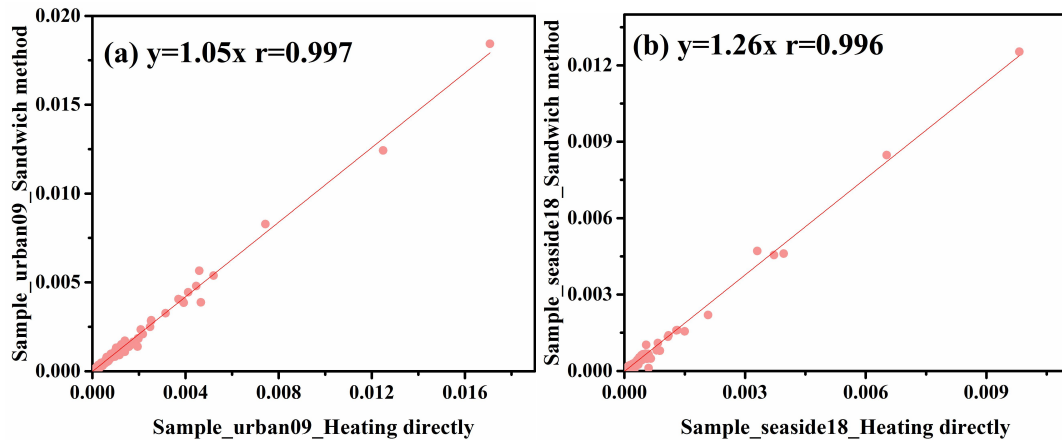 (a) y=1.05x r=0.997
Sample_urban09_Sandwich method
0.020
0.015
0.010
0.005
0.000
0.000 0.004 0.008 0.012 0.016
Sample_urban09_Heating directly
(b) y=1.26x r=0.996
Sample_seaside18_Sandwich method
0.012
0.009
0.006
0.003
0.000
0.000 0.003 0.006 0.009
Sample_seaside18_Heating directly